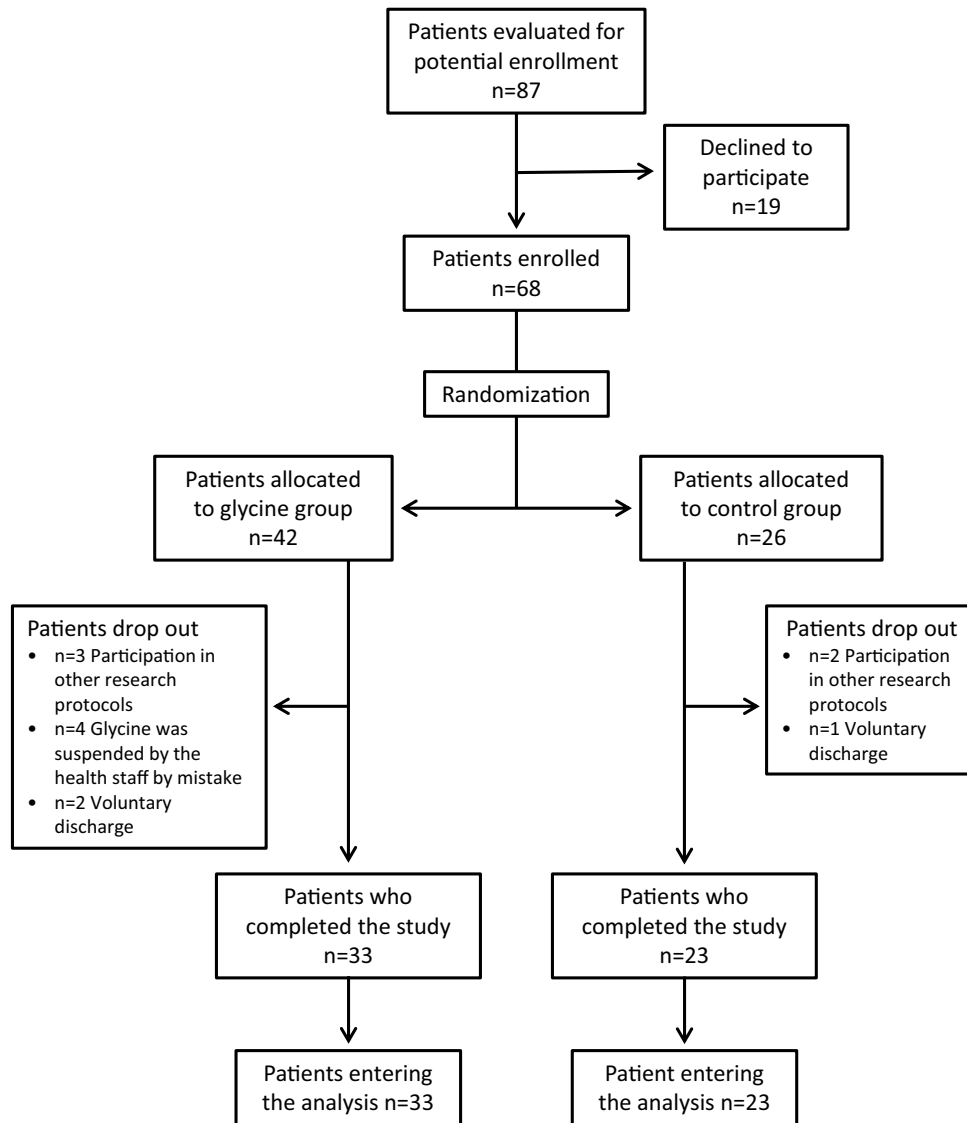 Patients evaluated for
potential enrollment
n=87
Declined to
participate
n=19
Patients enrolled
n=68
Randomization
Patients allocated
to glycine group
n=42
Patients allocated
to control group
n=26
Patients drop out
• n=3 Participation in
other research
protocols
• n=4 Glycine was
suspended by the
health staff by mistake
• n=2 Voluntary
discharge
Patients drop out
• n=2 Participation
in other research
protocols
• n=1 Voluntary
discharge
Patients who
completed the study
n=33
Patients who
completed the study
n=23
Patients entering
the analysis n=33
Patient entering
the analysis n=23